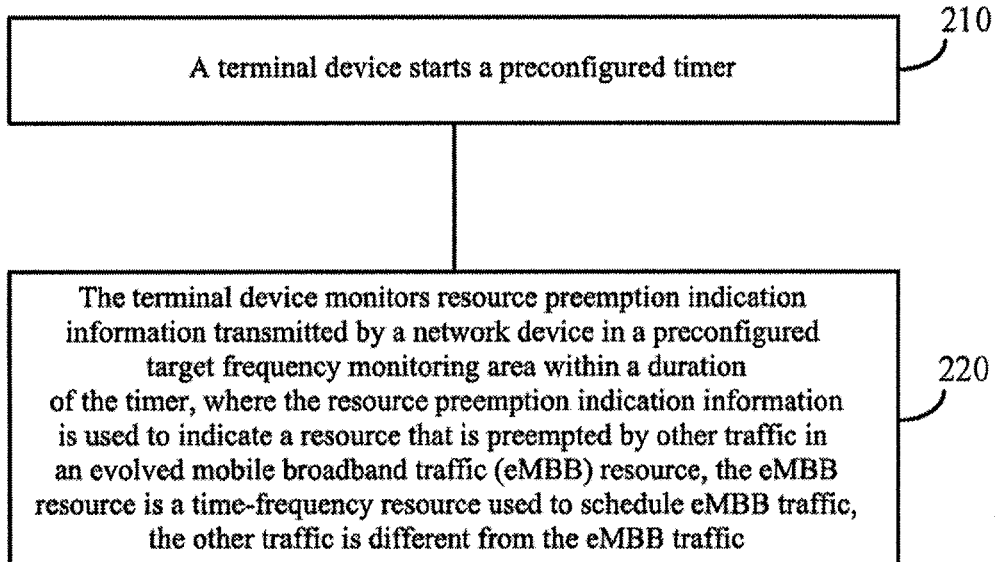 210
A terminal device starts a preconfigured timer
The terminal device monitors resource preemption indication
information transmitted by a network device in a preconfigured
target frequency monitoring area within a duration
of the timer, where the resource preemption indication information
is used to indicate a resource that is preempted by other traffic in
an evolved mobile broadband traffic (eMBB) resource, the eMBB
resource is a time-frequency resource used to schedule eMBB traffic,
the other traffic is different from the eMBB traffic
220